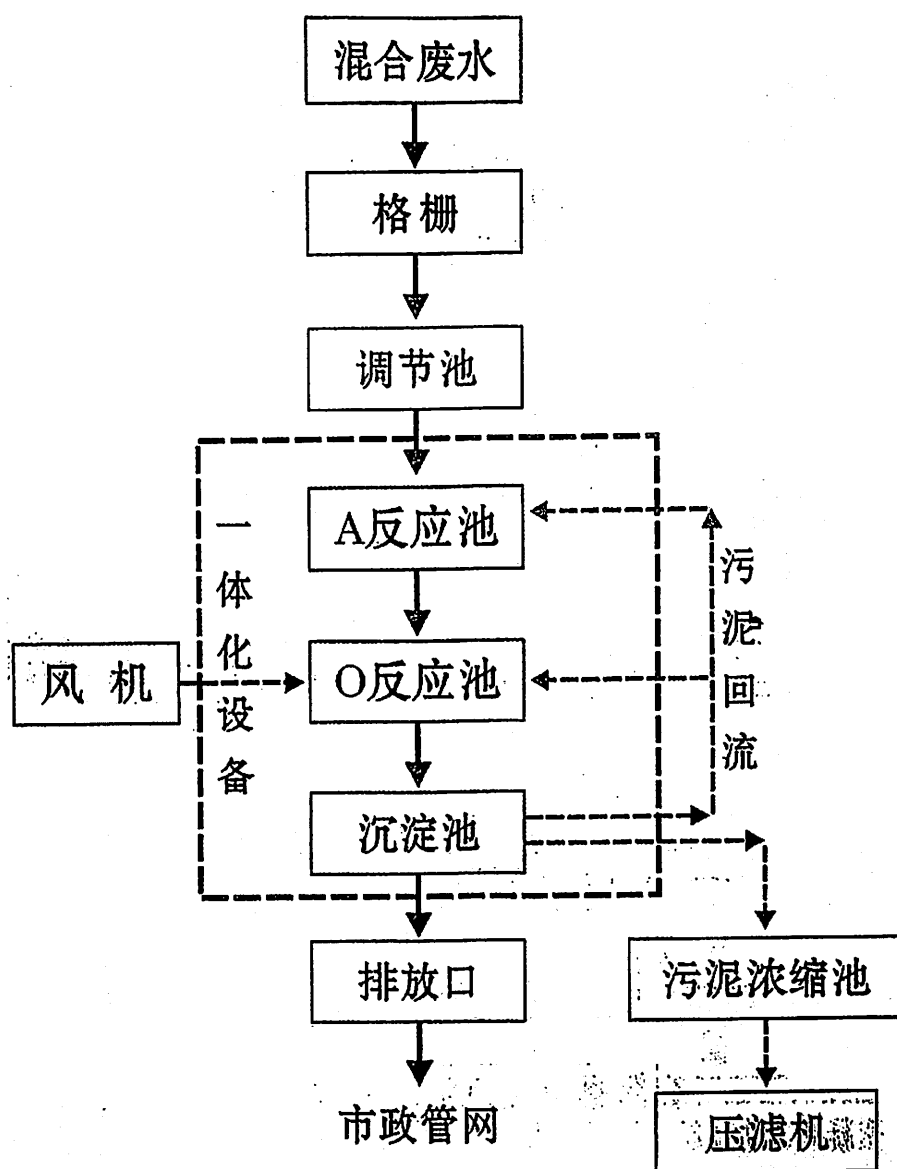 混合废水
格栅
调节池
一体化设备
A反应池
污泥回流
风机
O反应池
沉淀池
排放口
污泥浓缩池
市政管网
压滤机